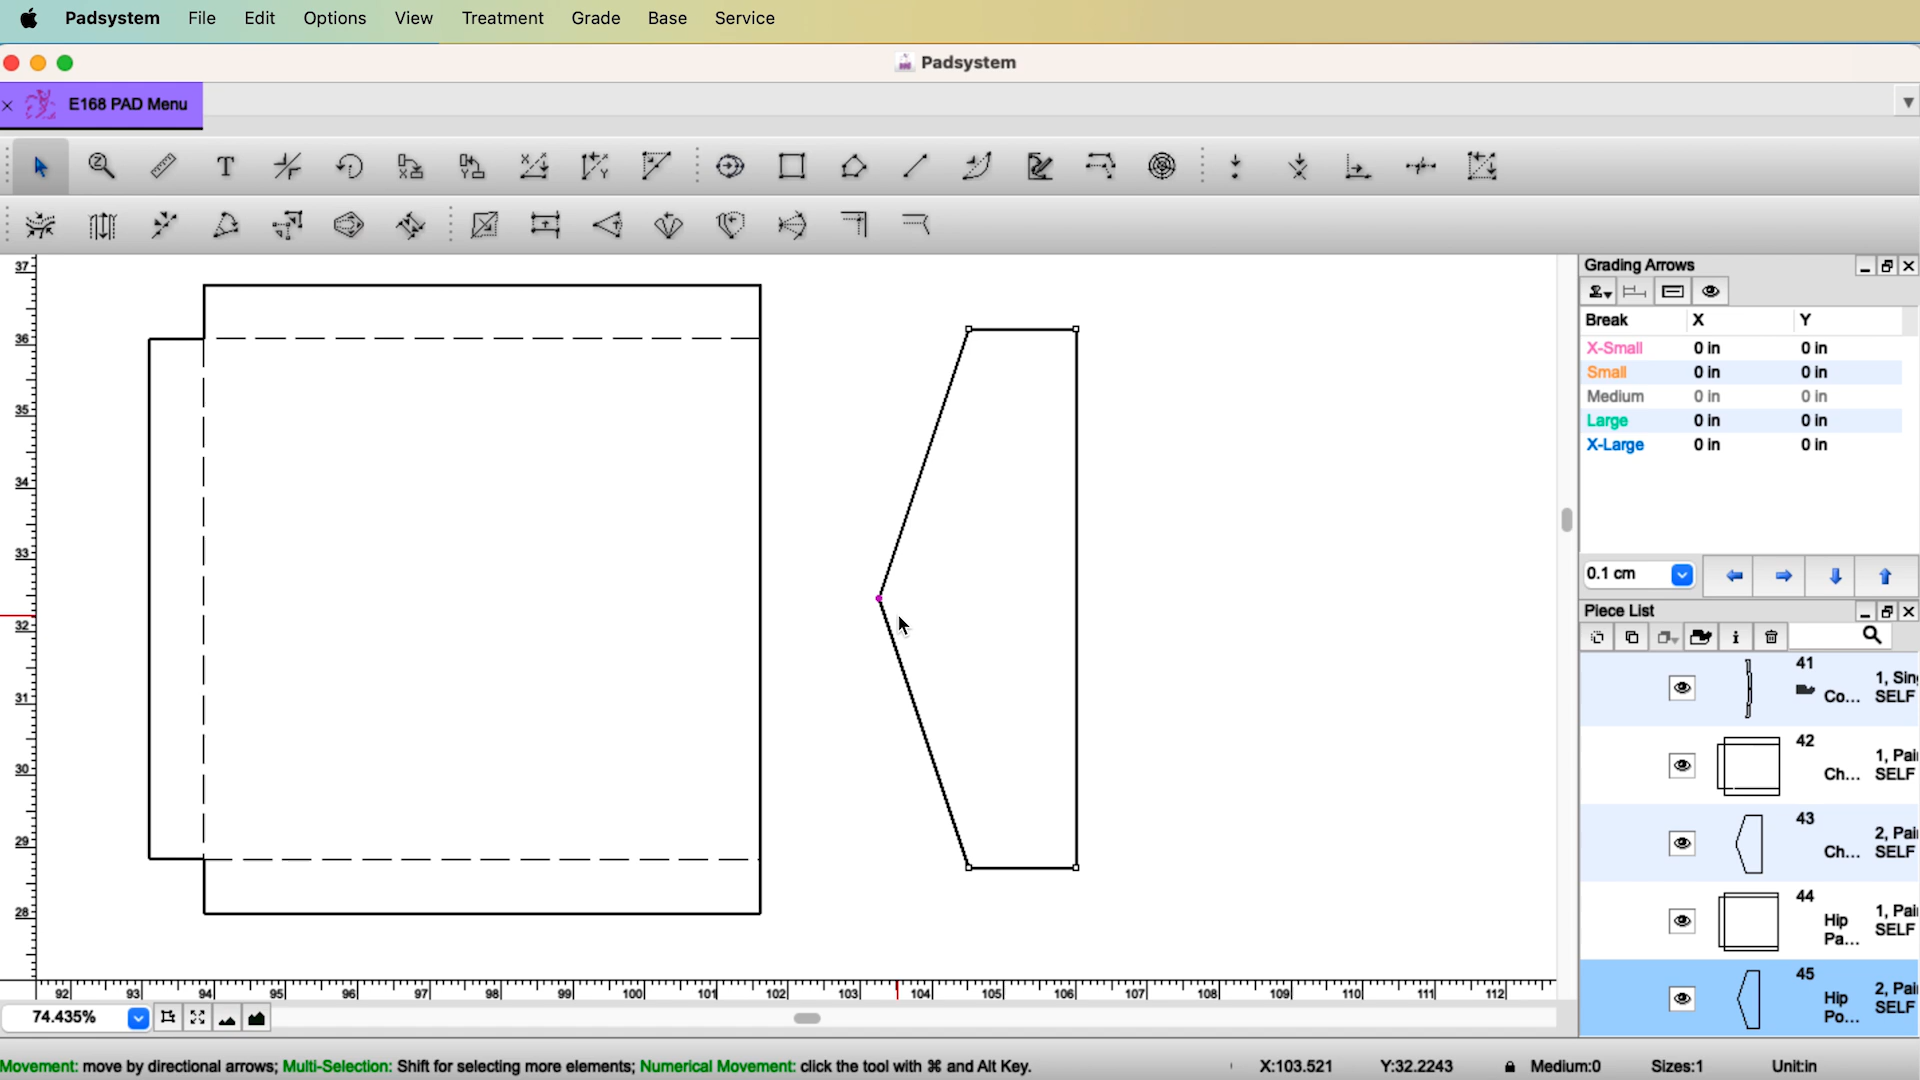 Padsystem File Edit Options View Treatment Grade Base Service
Padsystem
E168 PAD Menu
Grading Arrows
Break X Y
X-Small 0 in 0 in
Small 0 in 0 in
Medium 0 in 0 in
Large 0 in 0 in
X-Large 0 in 0 in
0.1 cm
Piece List
41 Co... 1, Sin SELF
42 Ch... 1, Pai SELF
43 Ch... 2, Pai SELF
44 Hip Pa... 1, Pai SELF
45 Hip Po... 2, Pai SELF
37
36
35
34
33
32
31
30
29
28
92 93 94 95 96 97 98 99 100 101 102 103 104 105 106 107 108 109 110 111 112
74.435%
Movement: move by directional arrows; Multi-Selection: Shift for selecting more elements; Numerical Movement: click the tool with ⌘ and Alt Key. X:103.521 Y:32.2243 Medium:0 Sizes:1 Unit:in